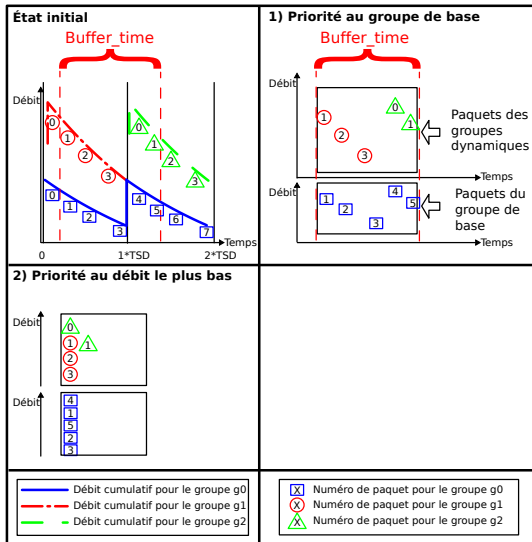 État initial
Buffer_time
Débit
0
1
2
3
0
1
2
3
0
1
2
3
4
5
6
7
Temps
0
1*TSD
2*TSD
1) Priorité au groupe de base
Buffer_time
Débit
0
1
1
2
3
Paquets des
groupes
dynamiques
Temps
Débit
1
2
3
4
5
Paquets du
groupe de
base
Temps
2) Priorité au débit le plus bas
Débit
0
1
1
2
3
Débit
4
1
5
2
3
Débit cumulatif pour le groupe g0
Débit cumulatif pour le groupe g1
Débit cumulatif pour le groupe g2
X Numéro de paquet pour le groupe g0
X Numéro de paquet pour le groupe g1
X Numéro de paquet pour le groupe g2